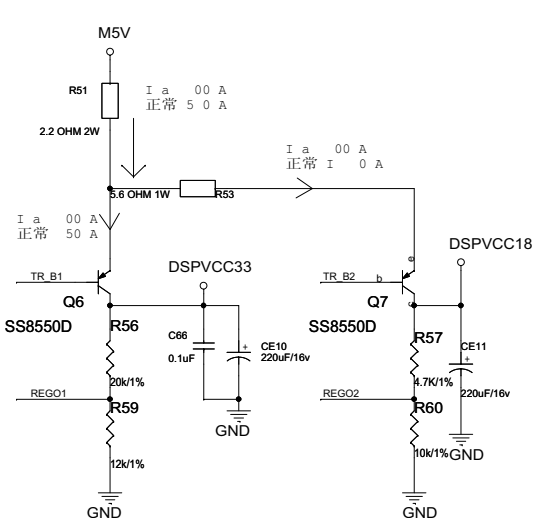 M5V
R51
I a 00 A
正常 5 0 A
2.2 OHM 2W
I a 00 A
正常 I 0 A
5.6 OHM 1W
R53
I a 00 A
正常 50 A
e
DSPVCC18
DSPVCC33
TR_B1
TR_B2
b
Q6
Q7
c
SS8550D
R56
C66
0.1uF
+
CE10
220uF/16v
SS8550D
R57
CE11
+
20k/1%
4.7K/1%
220uF/16v
REGO1
R59
REGO2
R60
GND
12k/1%
10k/1%
GND
GND
GND